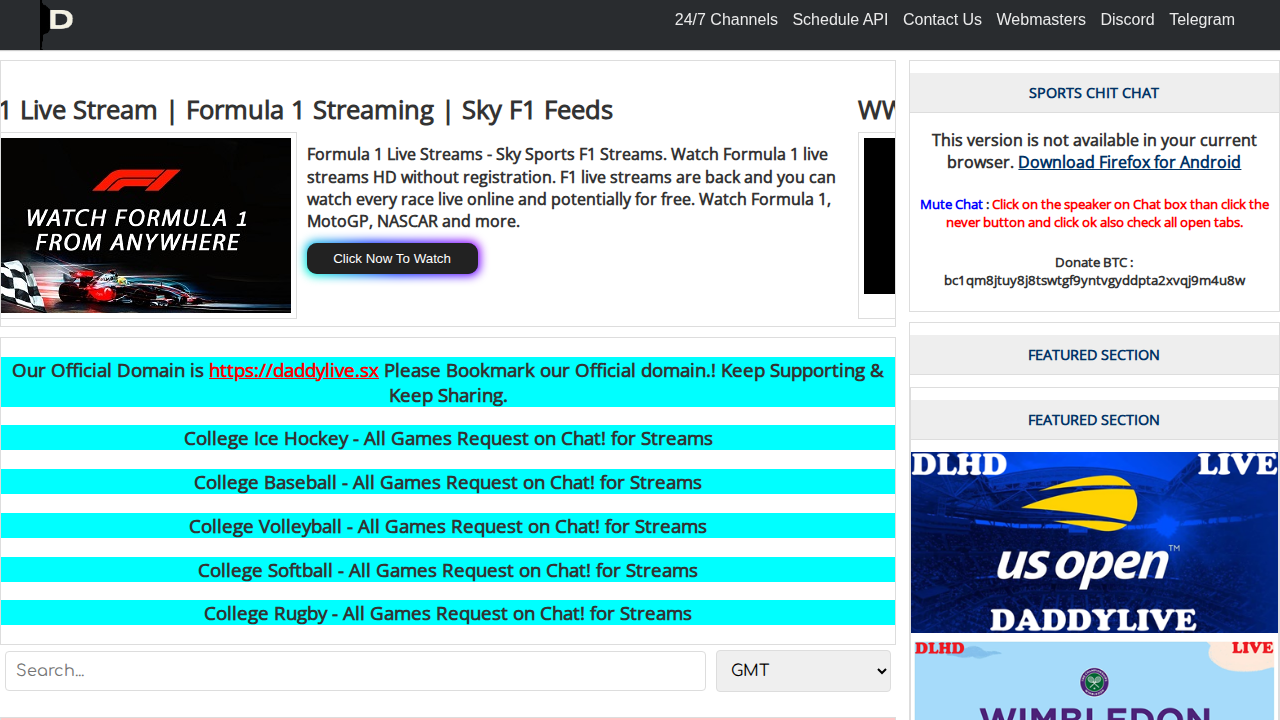 D
24/7 Channels Schedule API Contact Us Webmasters Discord Telegram
1 Live Stream | Formula 1 Streaming | Sky F1 Feeds
WATCH FORMULA 1
FROM ANYWHERE
Formula 1 Live Streams - Sky Sports F1 Streams. Watch Formula 1 live
streams HD without registration. F1 live streams are back and you can
watch every race live online and potentially for free. Watch Formula 1,
MotoGP, NASCAR and more.
Click Now To Watch
Our Official Domain is https://daddylive.sx Please Bookmark our Official domain.! Keep Supporting &
Keep Sharing.
College Ice Hockey - All Games Request on Chat! for Streams
College Baseball - All Games Request on Chat! for Streams
College Volleyball - All Games Request on Chat! for Streams
College Softball - All Games Request on Chat! for Streams
College Rugby - All Games Request on Chat! for Streams
Search...
GMT
SPORTS CHIT CHAT
This version is not available in your current
browser. Download Firefox for Android
Mute Chat : Click on the speaker on Chat box than click the
never button and click ok also check all open tabs.
Donate BTC :
bc1qm8jtuy8j8tswtgf9yntvgyddpta2xvqj9m4u8w
FEATURED SECTION
FEATURED SECTION
DLHD LIVE
us open
DADDYLIVE
DLHD LIVE
WIMBLEDON